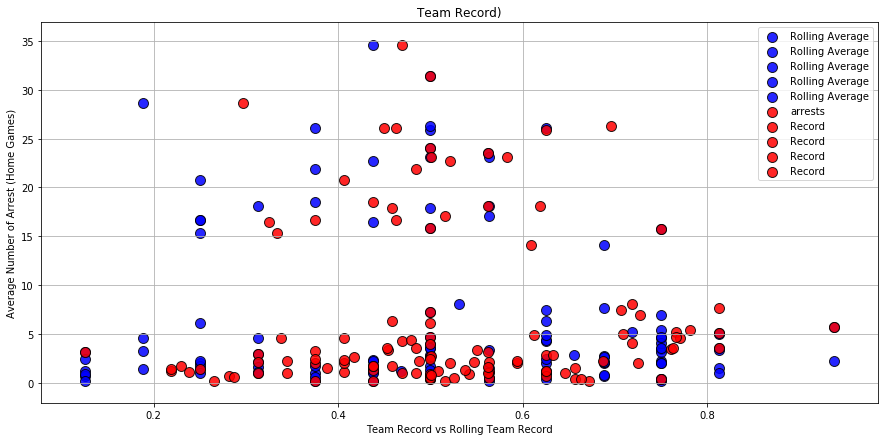 Team Record)
35
30
25
20
15
10
5
0
Average Number of Arrest (Home Games)
Rolling Average
Rolling Average
Rolling Average
Rolling Average
Rolling Average
arrests
Record
Record
Record
Record
0.2 0.4 0.6 0.8
Team Record vs Rolling Team Record